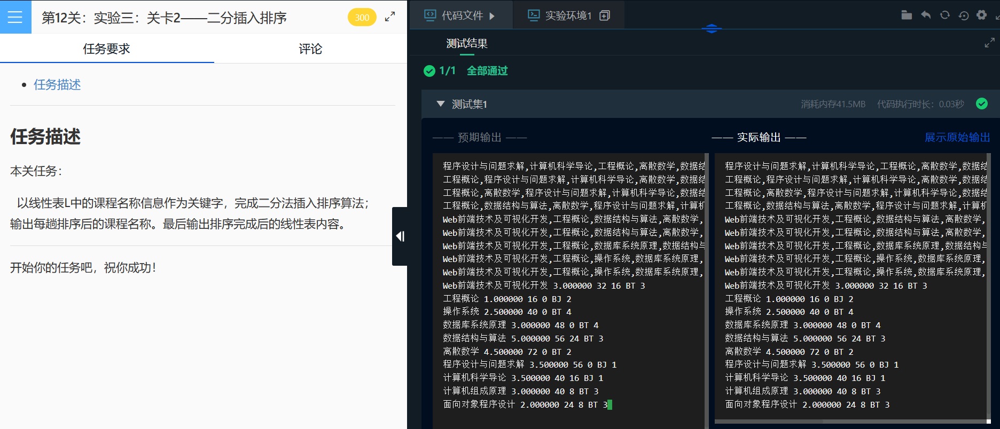 第12关：实验三：关卡2——二分插入排序
300
任务要求
评论
任务描述
任务描述
本关任务：
以线性表L中的课程名称信息作为关键字，完成二分法插入排序算法；
输出每趟排序后的课程名称。最后输出排序完成后的线性表内容。
开始你的任务吧，祝你成功！
代码文件
实验环境1
测试结果
1/1 全部通过
测试集1
消耗内存41.5MB 代码执行时长：0.03秒
—— 预期输出 ——
程序设计与问题求解,计算机科学导论,工程概论,离散数学,数据结
工程概论,程序设计与问题求解,计算机科学导论,离散数学,数据结
工程概论,离散数学,程序设计与问题求解,计算机科学导论,数据结
工程概论,数据结构与算法,离散数学,程序设计与问题求解,计算机
Web前端技术及可视化开发,工程概论,数据结构与算法,离散数学,
Web前端技术及可视化开发,工程概论,数据结构与算法,离散数学,
Web前端技术及可视化开发,工程概论,数据库系统原理,数据结构与
Web前端技术及可视化开发,工程概论,操作系统,数据库系统原理,
Web前端技术及可视化开发,工程概论,操作系统,数据库系统原理,
Web前端技术及可视化开发 3.000000 32 16 BT 3
工程概论 1.000000 16 0 BJ 2
操作系统 2.500000 40 0 BT 4
数据库系统原理 3.000000 48 0 BT 4
数据结构与算法 5.000000 56 24 BT 3
离散数学 4.500000 72 0 BT 2
程序设计与问题求解 3.500000 56 0 BJ 1
计算机科学导论 3.500000 40 16 BJ 1
计算机组成原理 3.000000 40 8 BT 3
面向对象程序设计 2.000000 24 8 BT 3
—— 实际输出 ——
展示原始输出
程序设计与问题求解,计算机科学导论,工程概论,离散数学,数据结
工程概论,程序设计与问题求解,计算机科学导论,离散数学,数据结
工程概论,离散数学,程序设计与问题求解,计算机科学导论,数据结
工程概论,数据结构与算法,离散数学,程序设计与问题求解,计算机
Web前端技术及可视化开发,工程概论,数据结构与算法,离散数学,
Web前端技术及可视化开发,工程概论,数据结构与算法,离散数学,
Web前端技术及可视化开发,工程概论,数据库系统原理,数据结构与
Web前端技术及可视化开发,工程概论,操作系统,数据库系统原理,
Web前端技术及可视化开发,工程概论,操作系统,数据库系统原理,
Web前端技术及可视化开发 3.000000 32 16 BT 3
工程概论 1.000000 16 0 BJ 2
操作系统 2.500000 40 0 BT 4
数据库系统原理 3.000000 48 0 BT 4
数据结构与算法 5.000000 56 24 BT 3
离散数学 4.500000 72 0 BT 2
程序设计与问题求解 3.500000 56 0 BJ 1
计算机科学导论 3.500000 40 16 BJ 1
计算机组成原理 3.000000 40 8 BT 3
面向对象程序设计 2.000000 24 8 BT 3